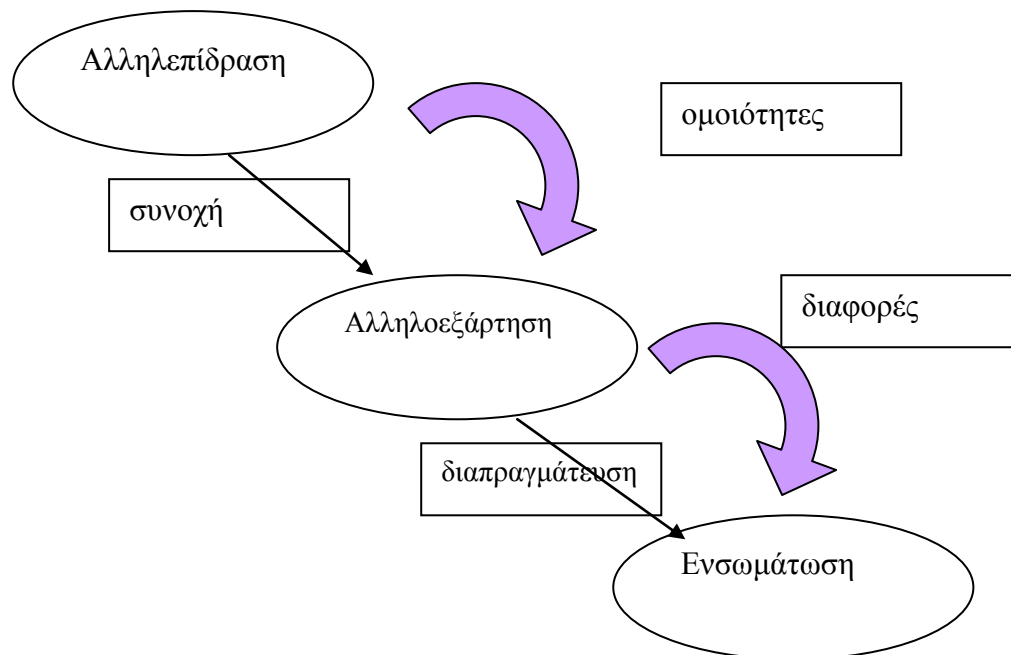 Αλληλεπίδραση
ομοιότητες
συνοχή
διαφορές
Αλληλοεξάρτηση
διαπραγμάτευση
Ενσωμάτωση